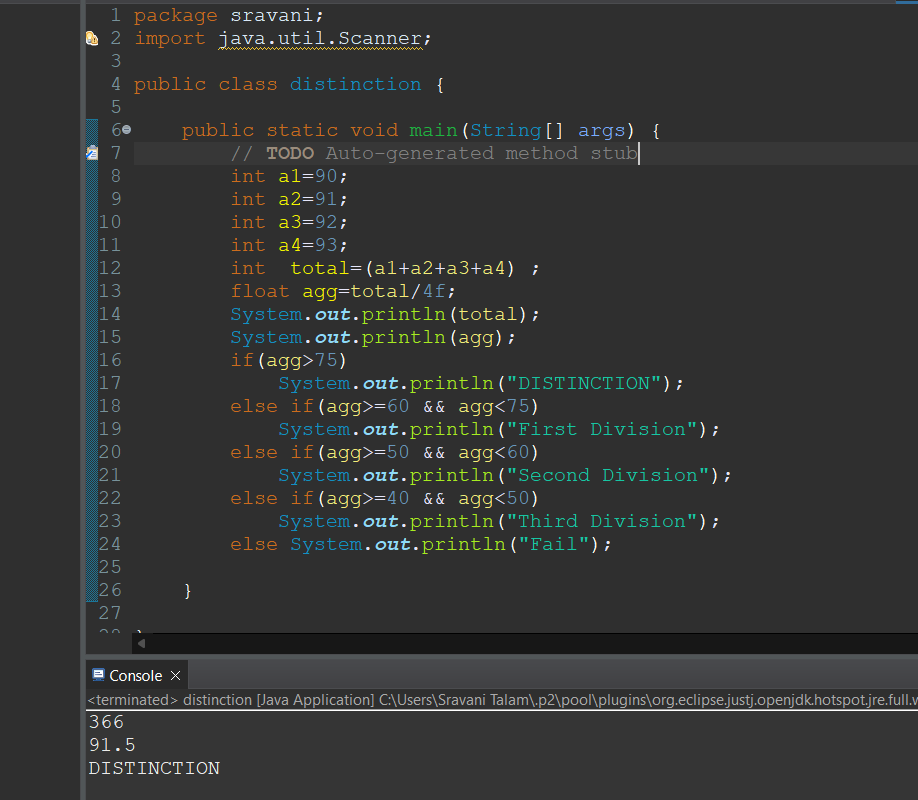 1 package sravani;
2 import java.util.Scanner;
3
4 public class distinction {
5
6     public static void main(String[] args) {
7         // TODO Auto-generated method stub
8         int a1=90;
9         int a2=91;
10         int a3=92;
11         int a4=93;
12         int  total=(a1+a2+a3+a4) ;
13         float agg=total/4f;
14         System.out.println(total);
15         System.out.println(agg);
16         if(agg>75)
17             System.out.println("DISTINCTION");
18         else if(agg>=60 && agg<75)
19             System.out.println("First Division");
20         else if(agg>=50 && agg<60)
21             System.out.println("Second Division");
22         else if(agg>=40 && agg<50)
23             System.out.println("Third Division");
24         else System.out.println("Fail");
25
26     }
27
Console ×
<terminated> distinction [Java Application] C:\Users\Sravani Talam\.p2\pool\plugins\org.eclipse.justj.openjdk.hotspot.jre.full.
366
91.5
DISTINCTION